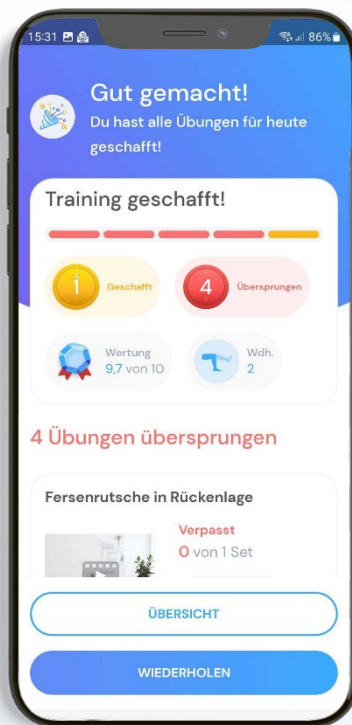 15:31 86%
Gut gemacht!
Du hast alle Übungen für heute
geschafft!
Training geschafft!
1 Geschafft
4 Übersprungen
Wertung
9,7 von 10
Wdh.
2
4 Übungen übersprungen
Fersenrutsche in Rückenlage
Verpasst
0 von 1 Set
ÜBERSICHT
WIEDERHOLEN